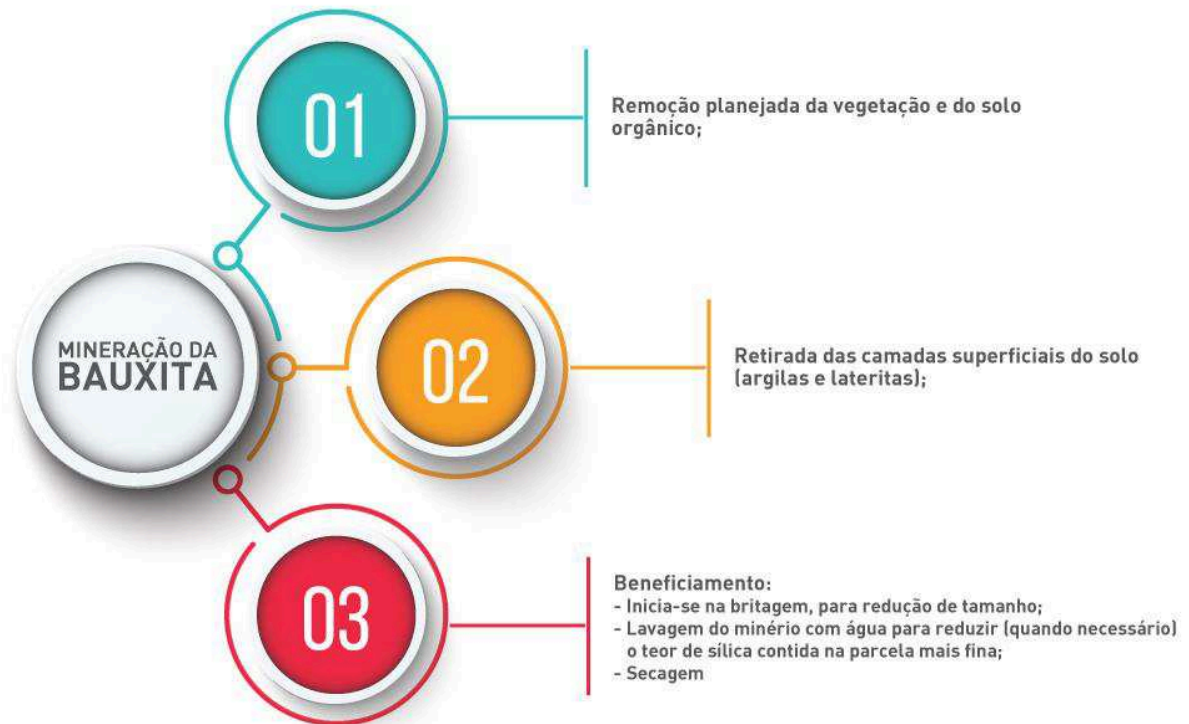 MINERAÇÃO DA
BAUXITA
01
Remoção planejada da vegetação e do solo
orgânico;
02
Retirada das camadas superficiais do solo
(argilas e lateritas);
03
Beneficiamento:
- Inicia-se na britagem, para redução de tamanho;
- Lavagem do minério com água para reduzir (quando necessário)
o teor de sílica contida na parcela mais fina;
- Secagem